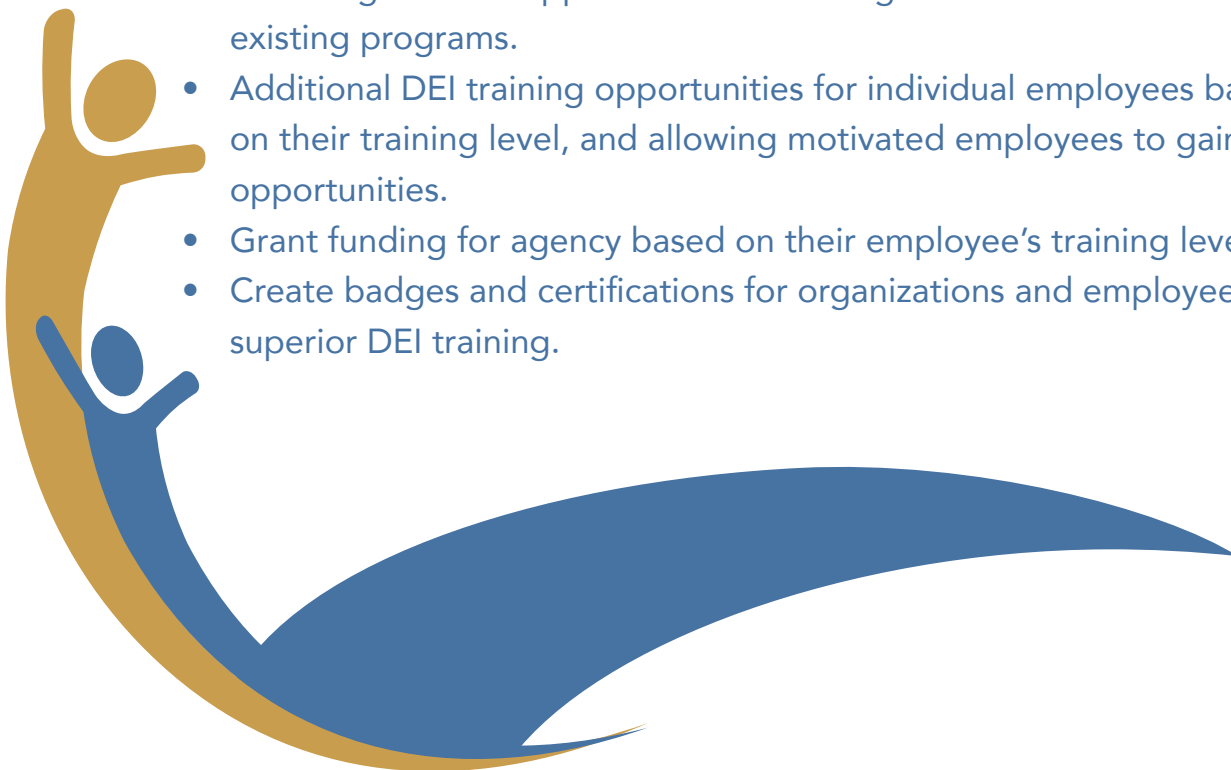 existing programs.
• Additional DEI training opportunities for individual employees ba
on their training level, and allowing motivated employees to gain
opportunities.
• Grant funding for agency based on their employee’s training leve
• Create badges and certifications for organizations and employee
superior DEI training.